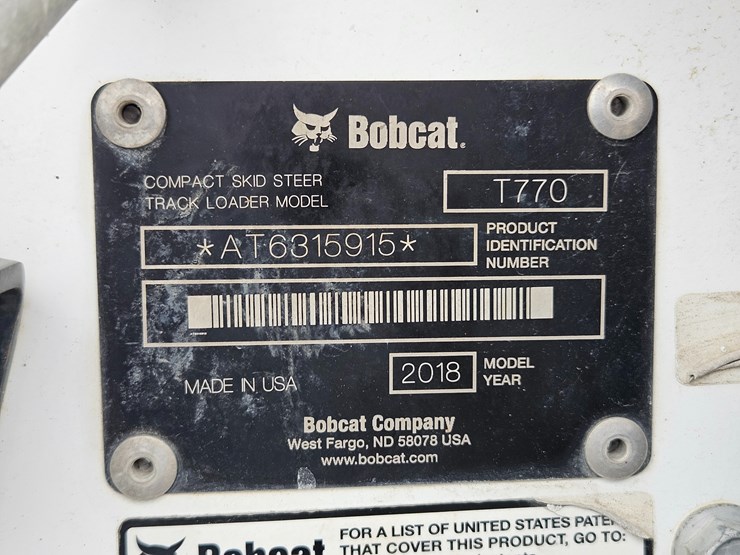 Bobcat
COMPACT SKID STEER
TRACK LOADER MODEL
T770
*AT6315915*
PRODUCT
IDENTIFICATION
NUMBER
MADE IN USA
2018
MODEL
YEAR
Bobcat Company
West Fargo, ND 58078 USA
www.bobcat.com
Bobcat
FOR A LIST OF UNITED STATES
THAT COVER THIS PRODUCT, GO TO: